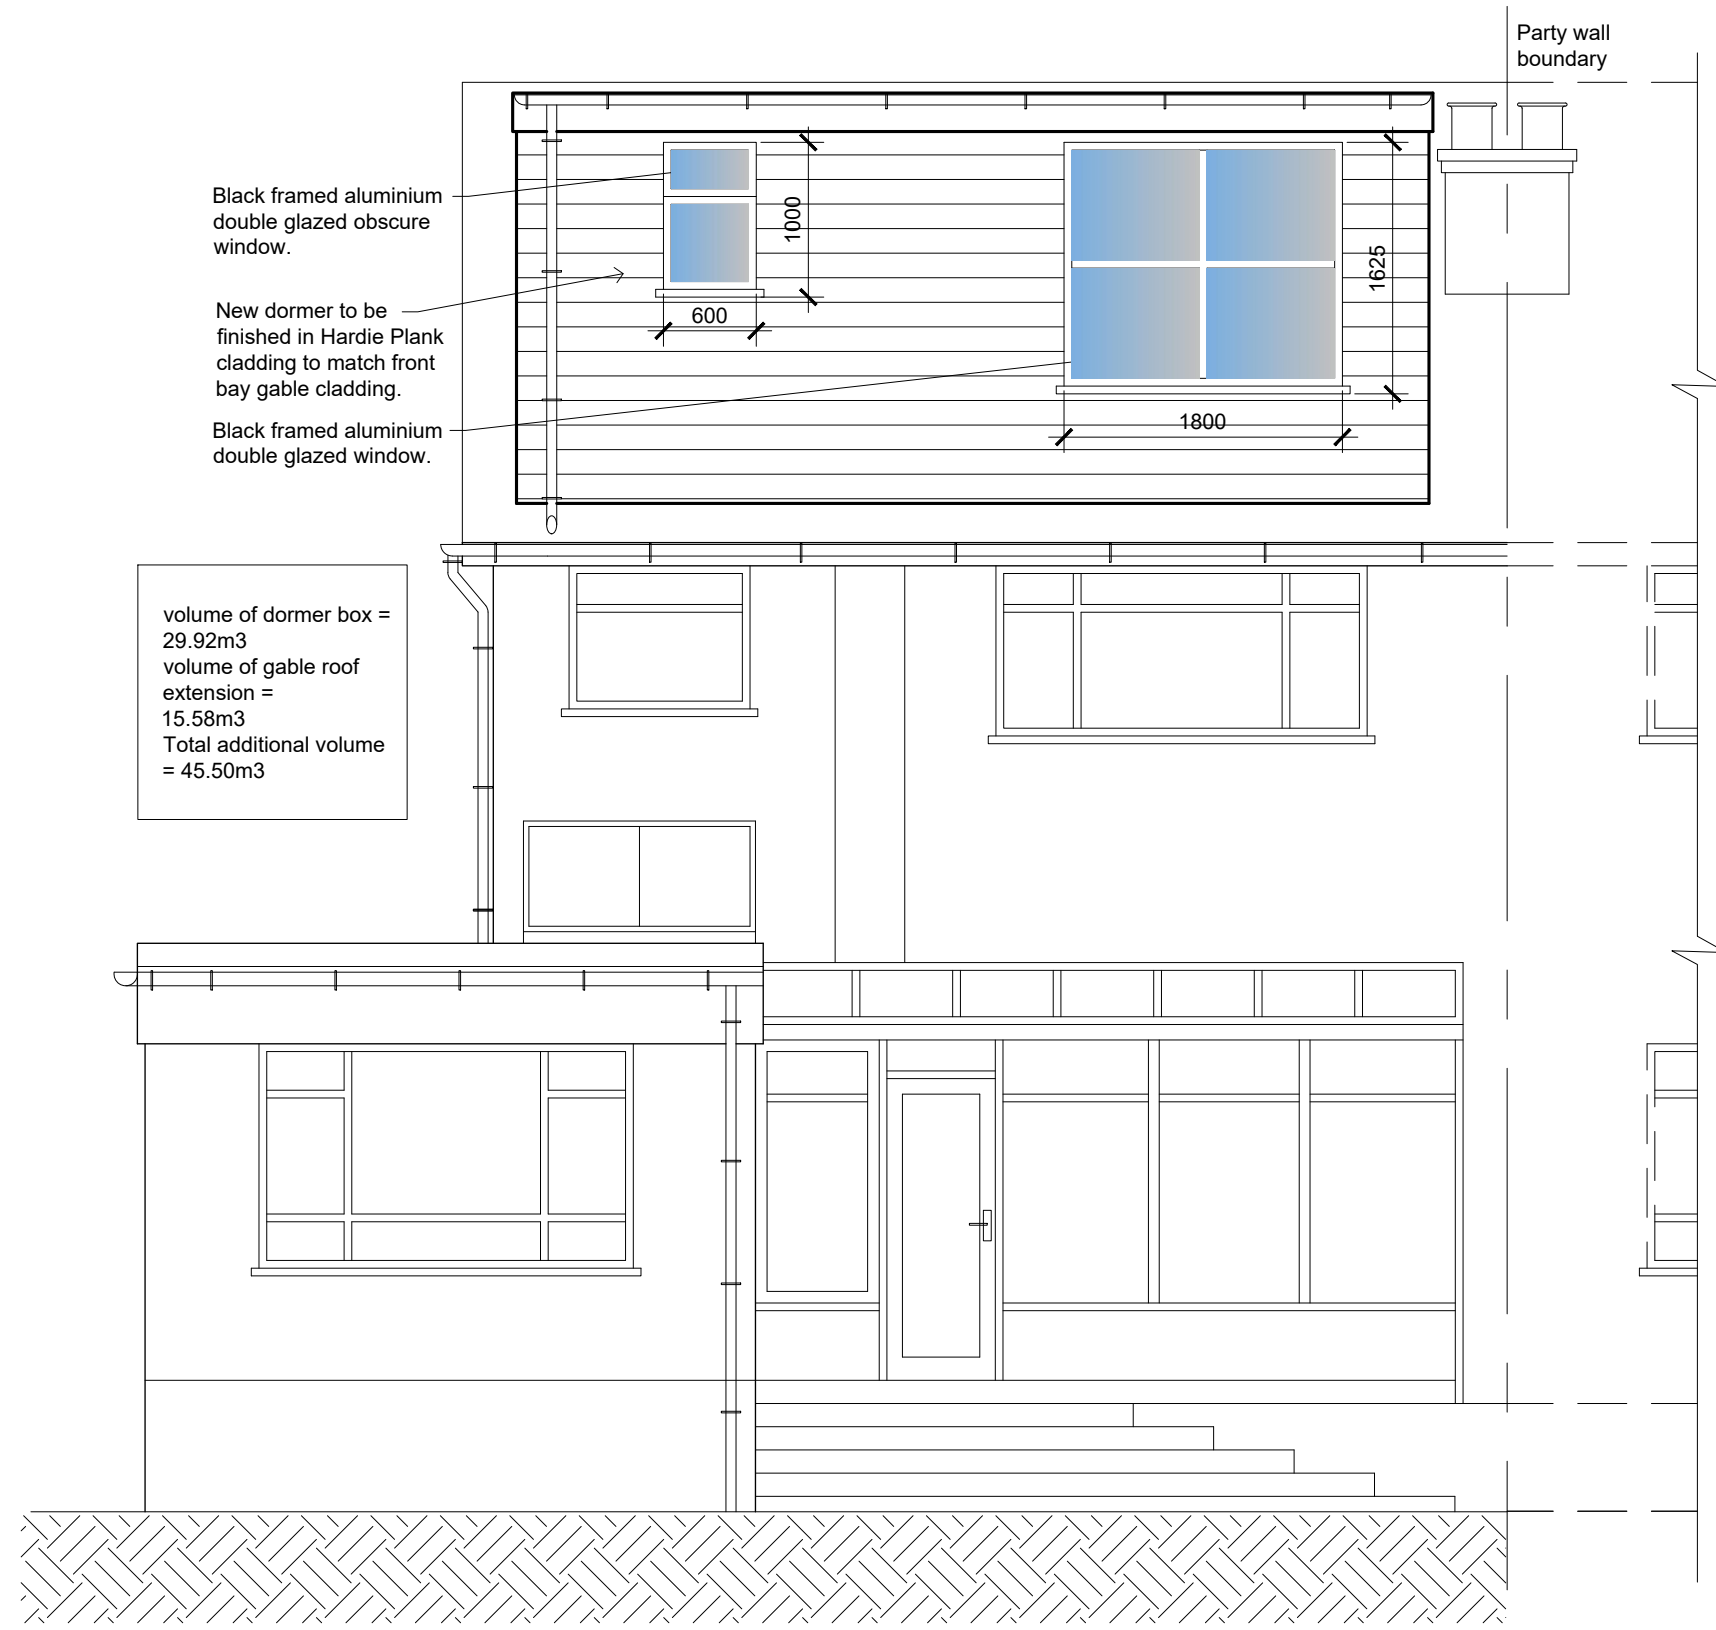 Party wall
boundary
Black framed aluminium
double glazed obscure
window.
1000
1625
600
New dormer to be
finished in Hardie Plank
cladding to match front
bay gable cladding.
1800
Black framed aluminium
double glazed window.
volume of dormer box =
29.92m3
volume of gable roof
extension =
15.58m3
Total additional volume
= 45.50m3